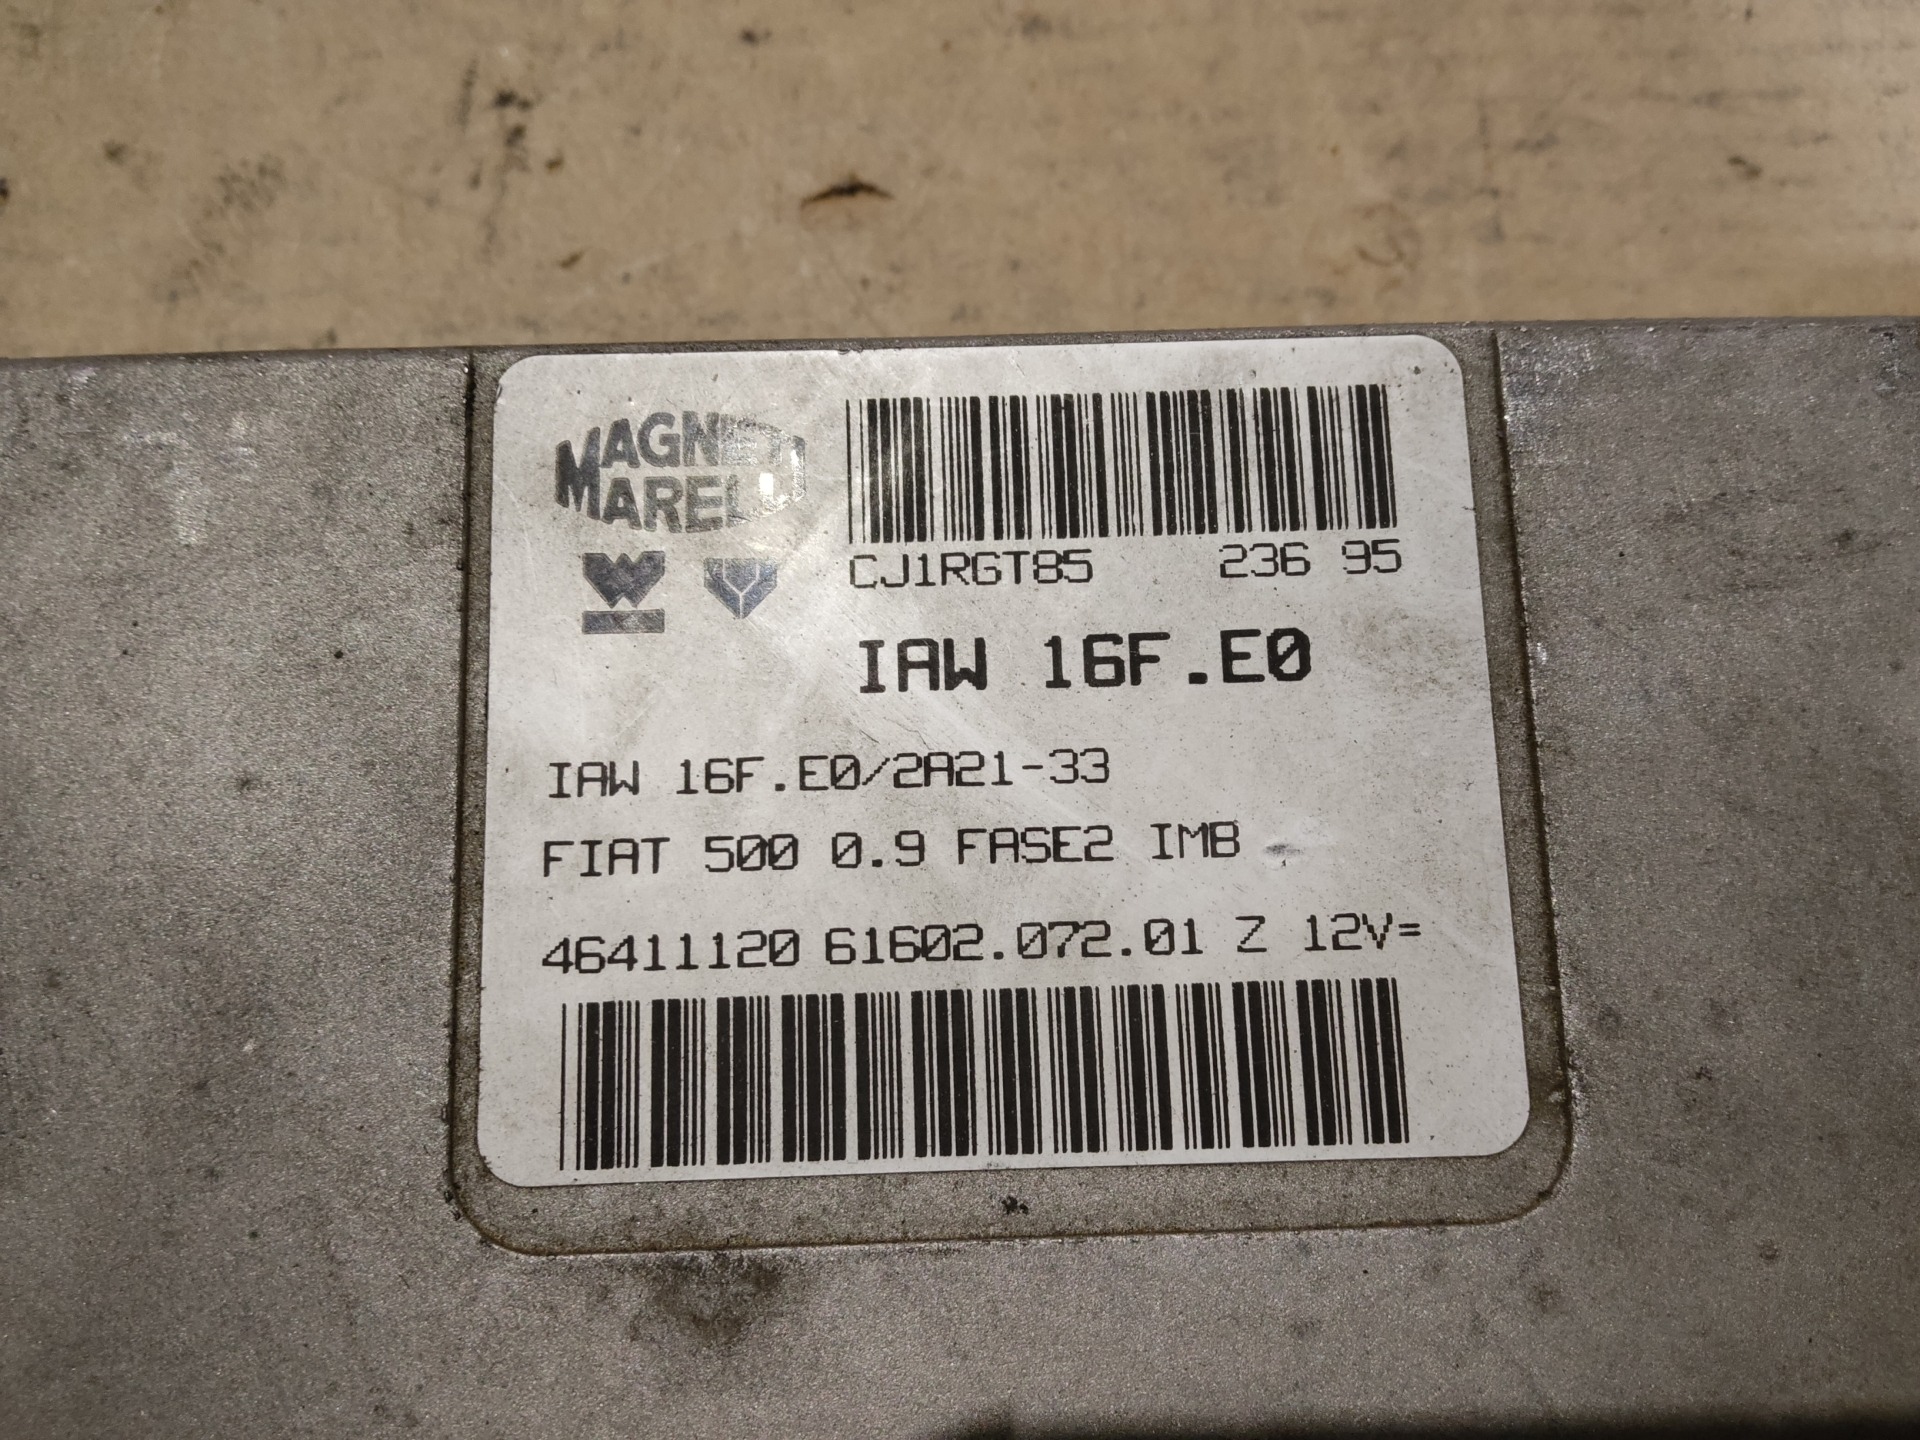 MAGNETI
MARELLI
CJ1RGT85 236 95
IAW 16F.E0
IAW 16F.E0/2A21-33
FIAT 500 0.9 FASE2 IMB
46411120 61602.072.01 Z 12V=